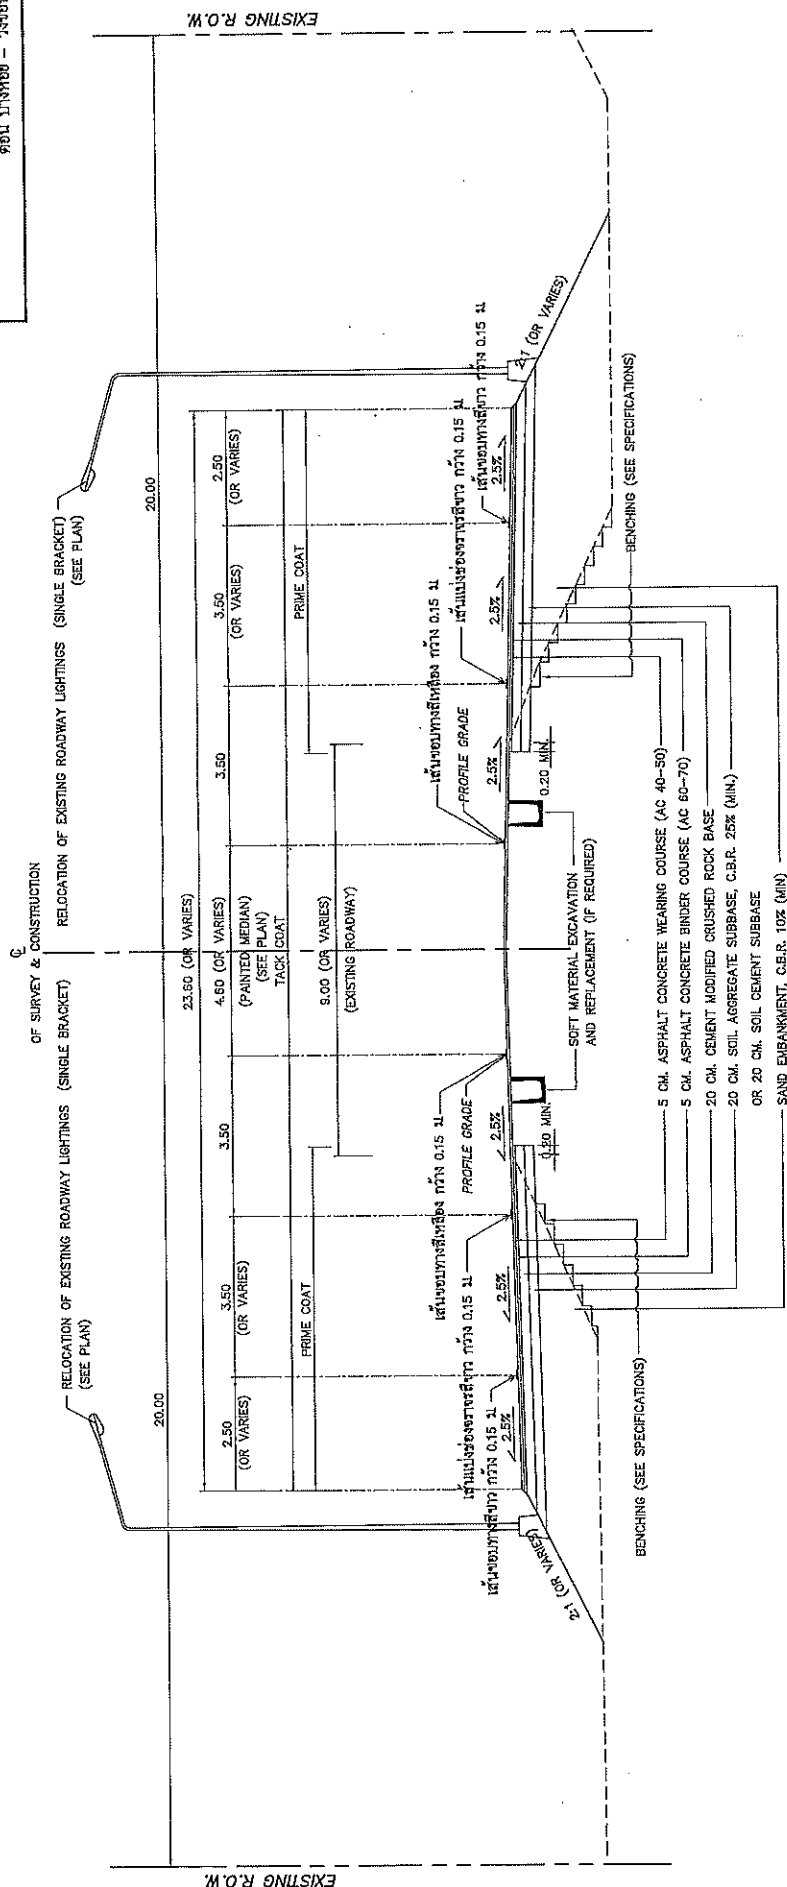 ตอน บางหอย -
EXISTING R.O.W.
EXISTING R.O.W.
℄
OF SURVEY & CONSTRUCTION
RELOCATION OF EXISTING ROADWAY LIGHTINGS (SINGLE BRACKET)
(SEE PLAN)
RELOCATION OF EXISTING ROADWAY LIGHTINGS (SINGLE BRACKET)
(SEE PLAN)
20.00
20.00
23.60 (OR VARIES)
2.50
(OR VARIES)
3.50
(OR VARIES)
3.50
4.60 (OR VARIES)
(PAINTED MEDIAN)
(SEE PLAN)
3.50
3.50
(OR VARIES)
2.50
(OR VARIES)
TACK COAT
PRIME COAT
PRIME COAT
9.00 (OR VARIES)
(EXISTING ROADWAY)
เส้นขอบทางสีเหลือง กว้าง 0.15 ม
เส้นแบ่งช่องจราจรสีขาว กว้าง 0.15 ม
เส้นขอบทางสีขาว กว้าง 0.15 ม
เส้นขอบทางสีเหลือง กว้าง 0.15 ม
เส้นแบ่งช่องจราจรสีขาว กว้าง 0.15 ม
เส้นขอบทางสีขาว กว้าง 0.15 ม
PROFILE GRADE
PROFILE GRADE
2.5%
2.5%
2.5%
2.5%
2.5%
2.5%
2:1 (OR VARIES)
2:1 (OR VARIES)
0.20 MIN.
0.20 MIN.
SOFT MATERIAL EXCAVATION
AND REPLACEMENT (IF REQUIRED)
BENCHING (SEE SPECIFICATIONS)
BENCHING (SEE SPECIFICATIONS)
5 CM. ASPHALT CONCRETE WEARING COURSE (AC 40-50)
5 CM. ASPHALT CONCRETE BINDER COURSE (AC 60-70)
20 CM. CEMENT MODIFIED CRUSHED ROCK BASE
20 CM. SOIL AGGREGATE SUBBASE, C.B.R. 25% (MIN.)
OR 20 CM. SOIL CEMENT SUBBASE
SAND EMBANKMENT, C.B.R. 10% (MIN)